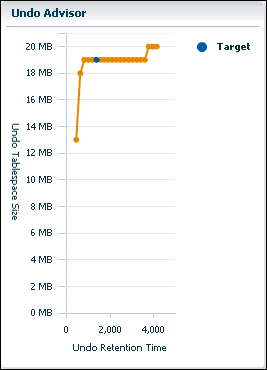 Undo Advisor
20 MB
Target
18 MB
16 MB
14 MB
12 MB
10 MB
8 MB
6 MB
4 MB
2 MB
0 MB
Undo Tablespace Size
0 2,000 4,000
Undo Retention Time